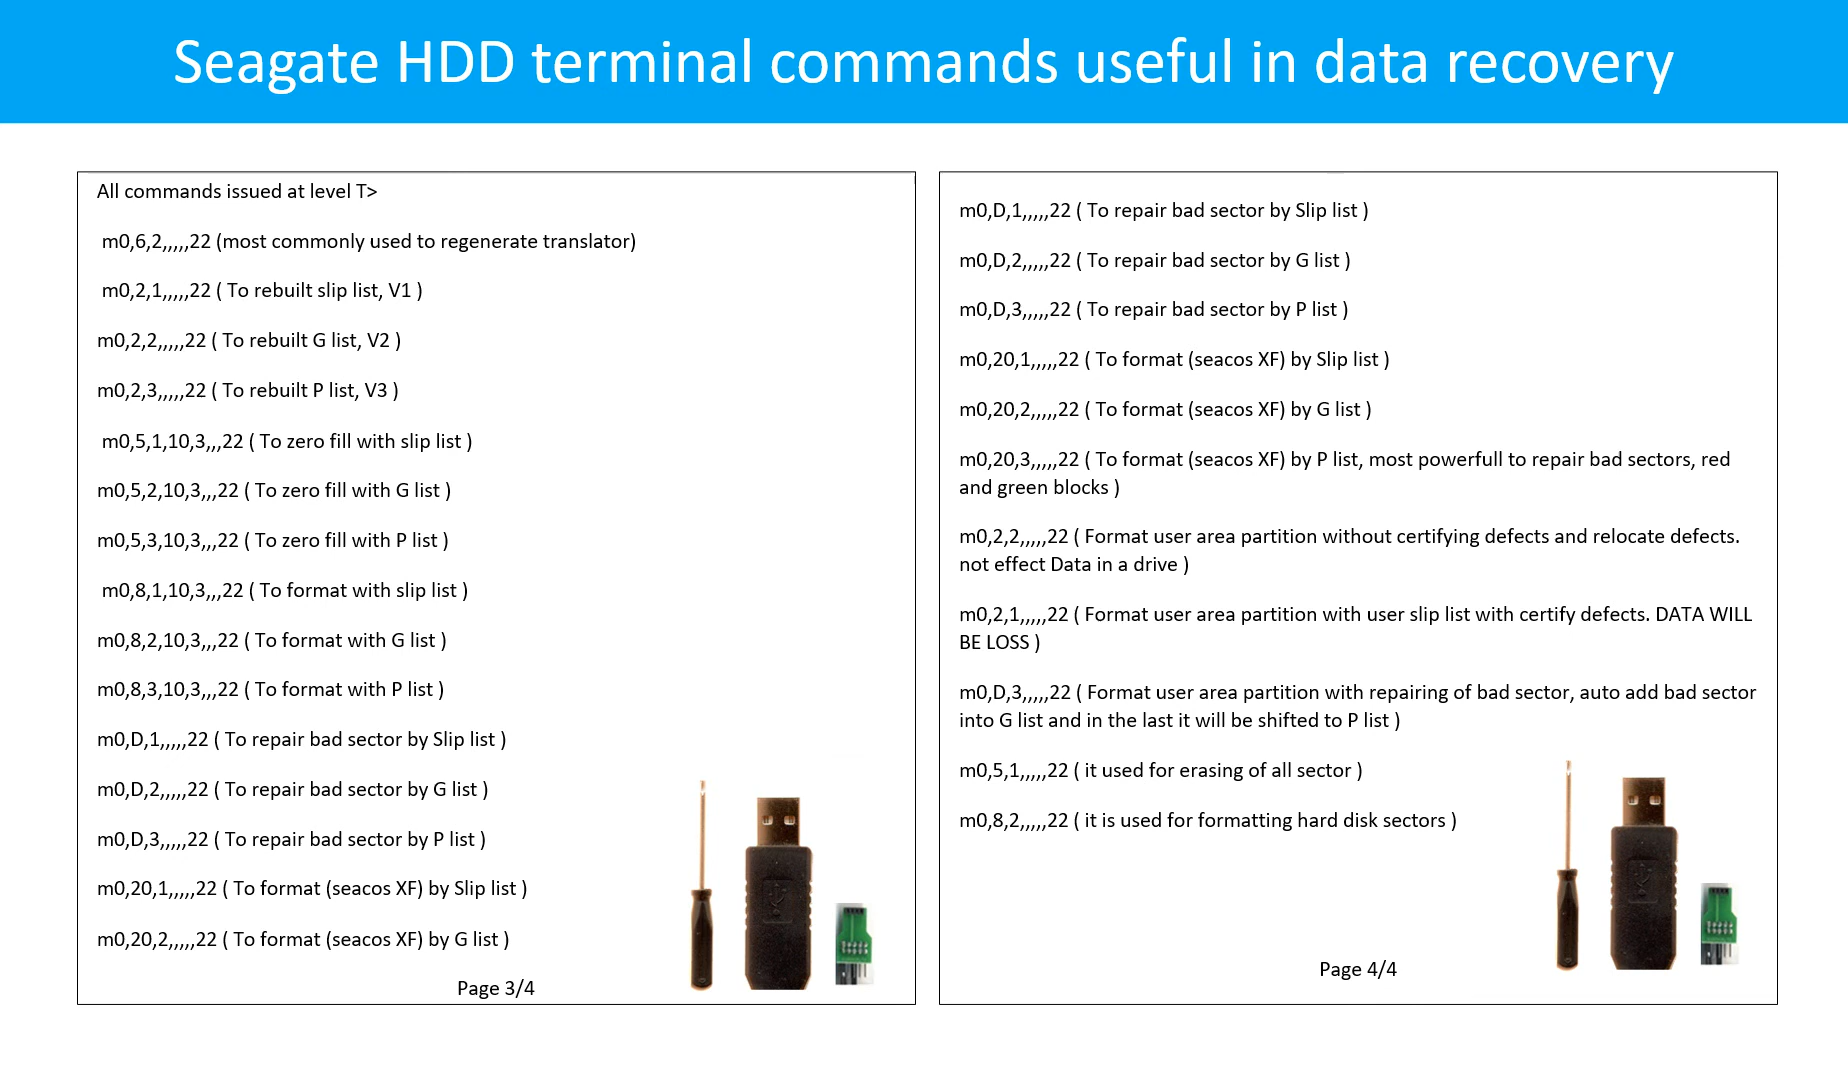 Seagate HDD terminal commands useful in data recovery
All commands issued at level T>
m0,6,2,,,,,22 (most commonly used to regenerate translator)
m0,2,1,,,,,22 ( To rebuilt slip list, V1 )
m0,2,2,,,,,22 ( To rebuilt G list, V2 )
m0,2,3,,,,,22 ( To rebuilt P list, V3 )
m0,5,1,10,3,,,22 ( To zero fill with slip list )
m0,5,2,10,3,,,22 ( To zero fill with G list )
m0,5,3,10,3,,,22 ( To zero fill with P list )
m0,8,1,10,3,,,22 ( To format with slip list )
m0,8,2,10,3,,,22 ( To format with G list )
m0,8,3,10,3,,,22 ( To format with P list )
m0,D,1,,,,,22 ( To repair bad sector by Slip list )
m0,D,2,,,,,22 ( To repair bad sector by G list )
m0,D,3,,,,,22 ( To repair bad sector by P list )
m0,20,1,,,,,22 ( To format (seacos XF) by Slip list )
m0,20,2,,,,,22 ( To format (seacos XF) by G list )
Page 3/4
m0,D,1,,,,,22 ( To repair bad sector by Slip list )
m0,D,2,,,,,22 ( To repair bad sector by G list )
m0,D,3,,,,,22 ( To repair bad sector by P list )
m0,20,1,,,,,22 ( To format (seacos XF) by Slip list )
m0,20,2,,,,,22 ( To format (seacos XF) by G list )
m0,20,3,,,,,22 ( To format (seacos XF) by P list, most powerfull to repair bad sectors, red
and green blocks )
m0,2,2,,,,,22 ( Format user area partition without certifying defects and relocate defects.
not effect Data in a drive )
m0,2,1,,,,,22 ( Format user area partition with user slip list with certify defects. DATA WILL
BE LOSS )
m0,D,3,,,,,22 ( Format user area partition with repairing of bad sector, auto add bad sector
into G list and in the last it will be shifted to P list )
m0,5,1,,,,,22 ( it used for erasing of all sector )
m0,8,2,,,,,22 ( it is used for formatting hard disk sectors )
Page 4/4